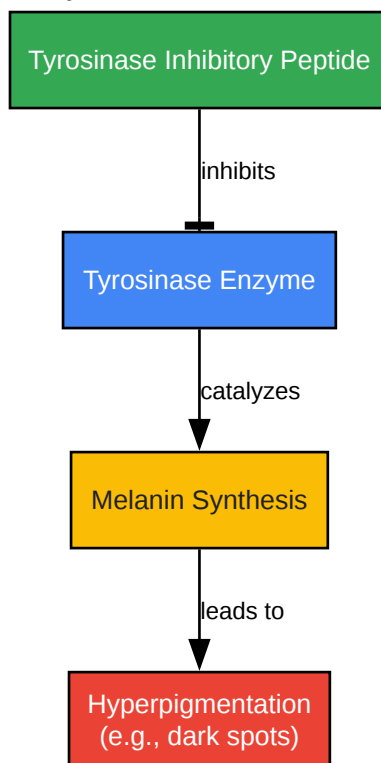 Tyrosinase Inhibitory Peptide
inhibits
Tyrosinase Enzyme
catalyzes
Melanin Synthesis
leads to
Hyperpigmentation
(e.g., dark spots)